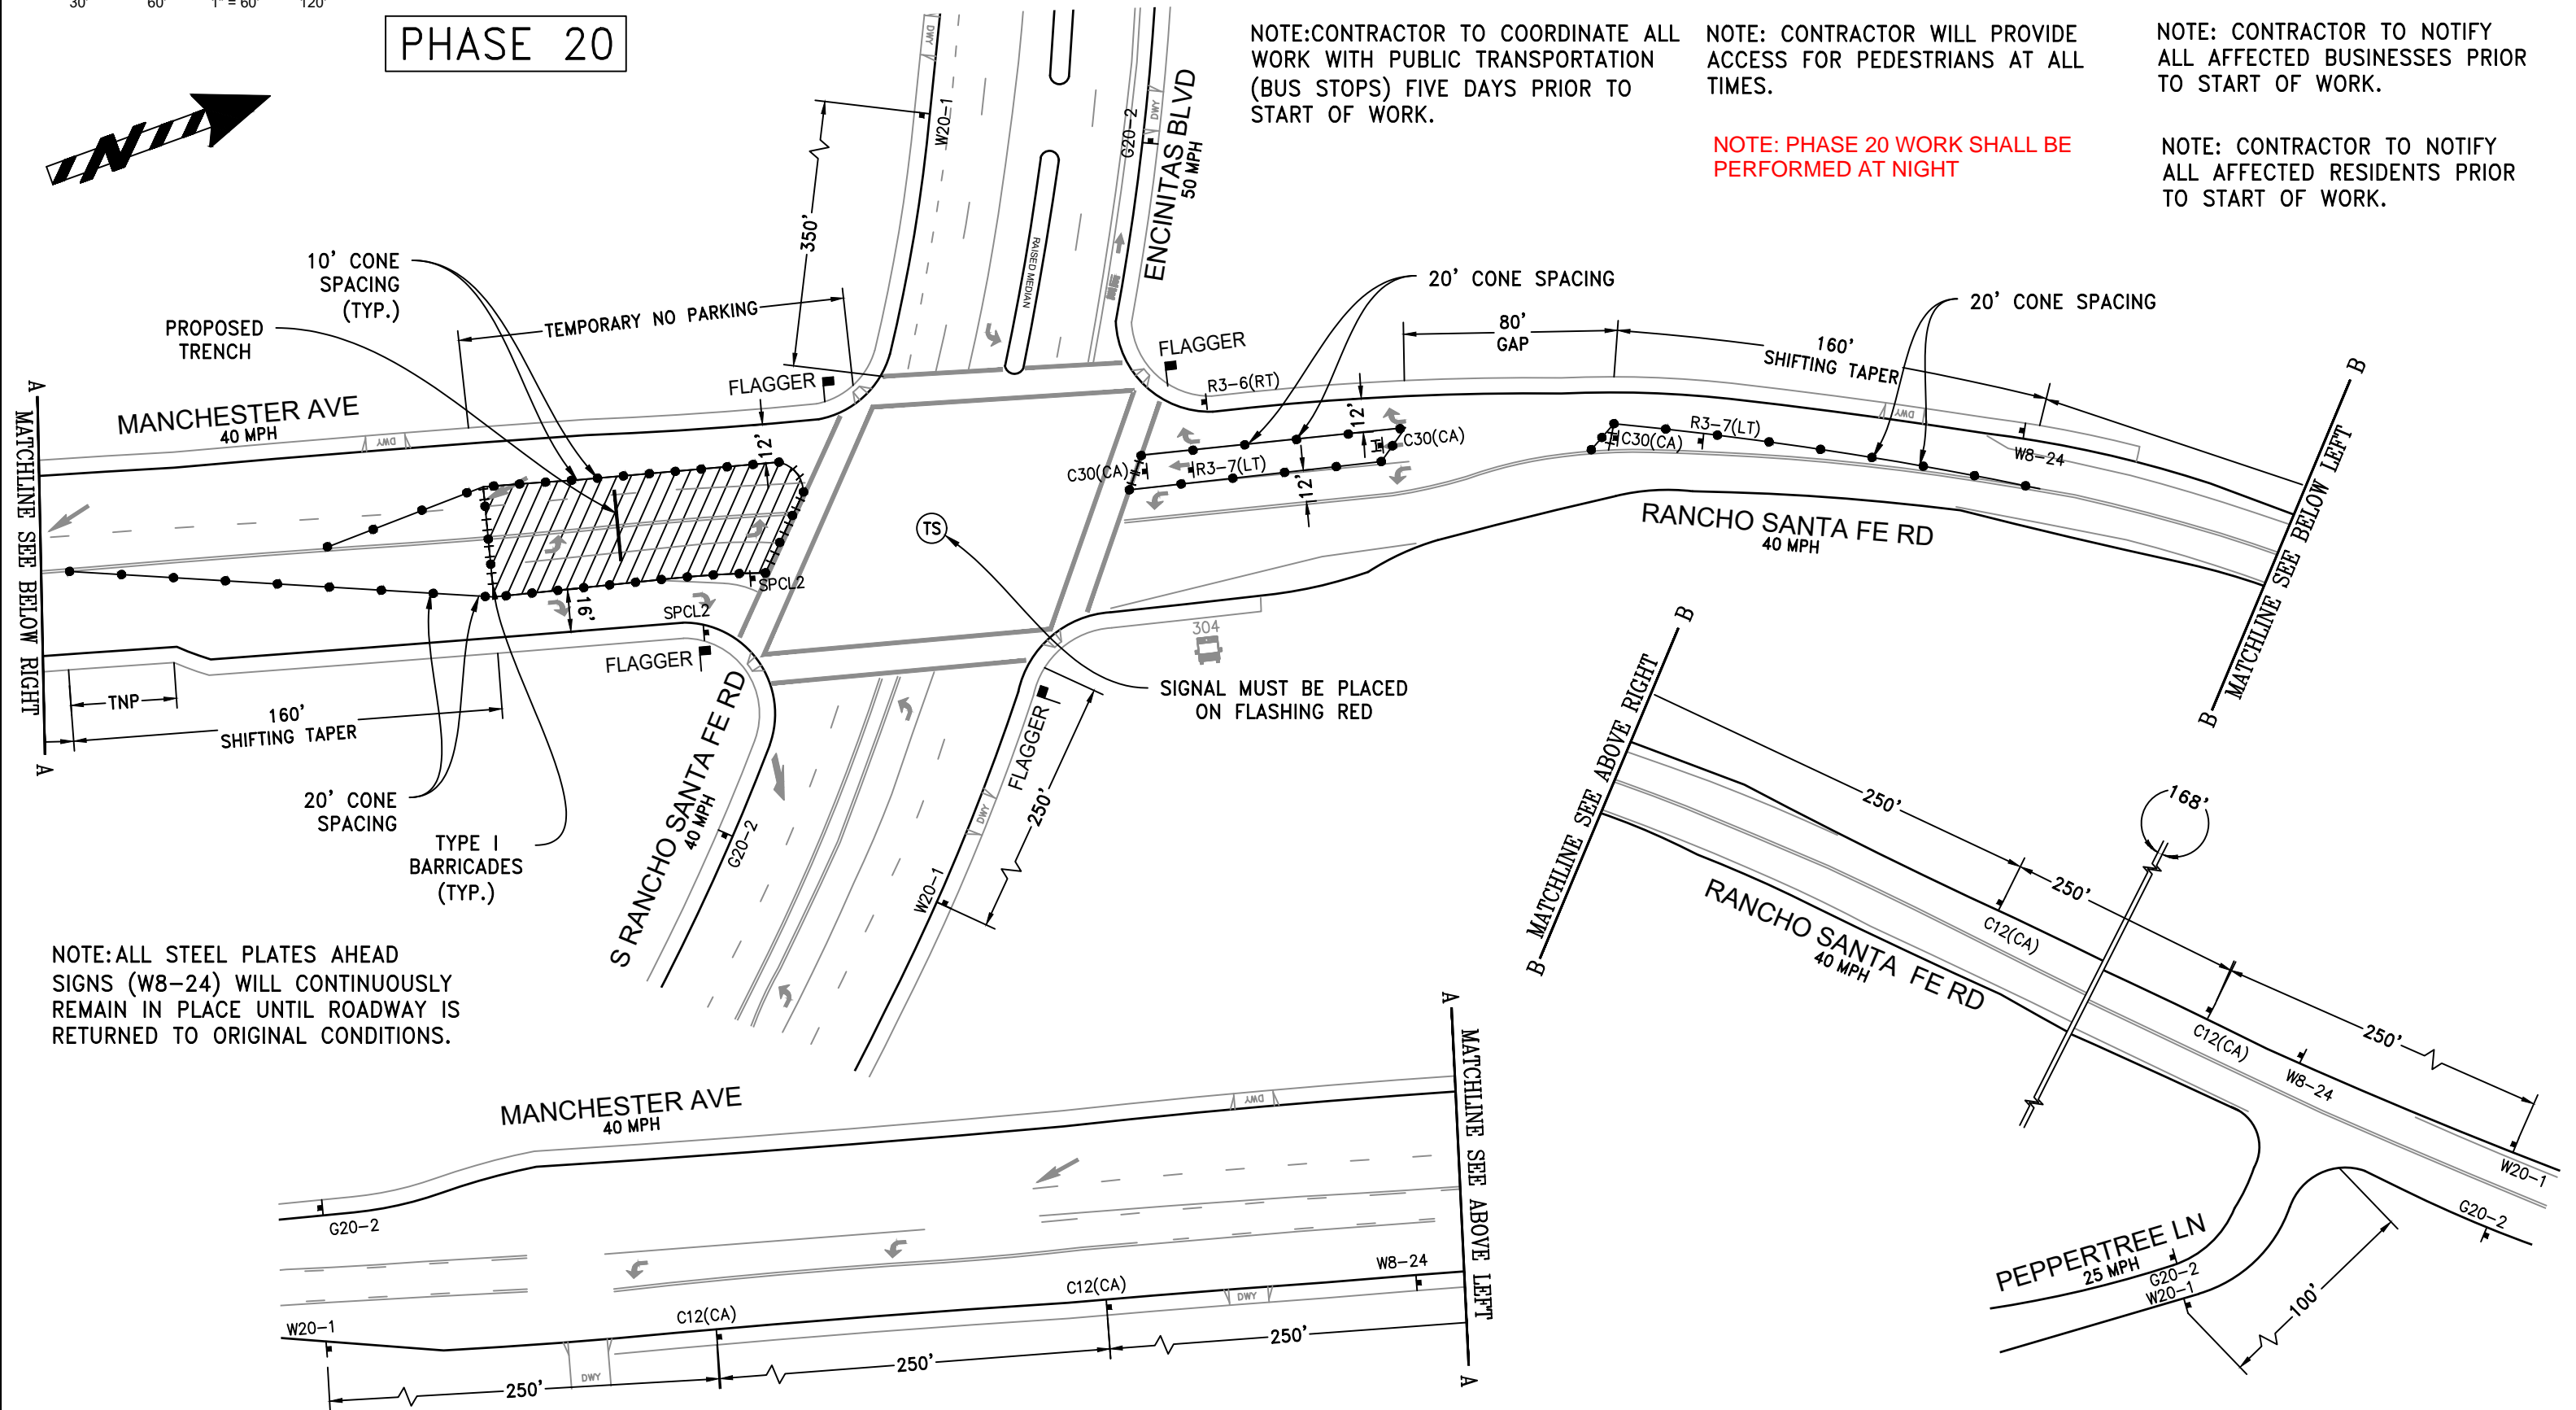 30' 60' 1" = 60' 120'
PHASE 20
N
NOTE:CONTRACTOR TO COORDINATE ALL
WORK WITH PUBLIC TRANSPORTATION
(BUS STOPS) FIVE DAYS PRIOR TO
START OF WORK.
NOTE: CONTRACTOR WILL PROVIDE
ACCESS FOR PEDESTRIANS AT ALL
TIMES.
NOTE: PHASE 20 WORK SHALL BE
PERFORMED AT NIGHT
NOTE: CONTRACTOR TO NOTIFY
ALL AFFECTED BUSINESSES PRIOR
TO START OF WORK.
NOTE: CONTRACTOR TO NOTIFY
ALL AFFECTED RESIDENTS PRIOR
TO START OF WORK.
DWY
W20-1
350'
RAISED MEDIAN
DWY
G20-2
ENCINITAS BLVD
50 MPH
10' CONE
SPACING
(TYP.)
PROPOSED
TRENCH
TEMPORARY NO PARKING
FLAGGER
12'
MANCHESTER AVE
40 MPH
DWY
A
MATCHLINE SEE BELOW RIGHT
A
TNP
160'
SHIFTING TAPER
20' CONE
SPACING
TYPE I
BARRICADES
(TYP.)
16'
SPCL2
SPCL2
FLAGGER
TS
SIGNAL MUST BE PLACED
ON FLASHING RED
FLAGGER
R3-6(RT)
20' CONE SPACING
80'
GAP
160'
SHIFTING TAPER
20' CONE SPACING
12'
C30(CA)
C30(CA)
R3-7(LT)
12'
C30(CA)
R3-7(LT)
DWY
W8-24
RANCHO SANTA FE RD
40 MPH
B
MATCHLINE SEE BELOW LEFT
B
304
S RANCHO SANTA FE RD
40 MPH
G20-2
FLAGGER
DWY
250'
W20-1
NOTE:ALL STEEL PLATES AHEAD
SIGNS (W8-24) WILL CONTINUOUSLY
REMAIN IN PLACE UNTIL ROADWAY IS
RETURNED TO ORIGINAL CONDITIONS.
B
MATCHLINE SEE ABOVE RIGHT
B
250'
250'
168'
250'
C12(CA)
C12(CA)
W8-24
W20-1
G20-2
RANCHO SANTA FE RD
40 MPH
PEPPERTREE LN
25 MPH
G20-2
W20-1
100'
MANCHESTER AVE
40 MPH
DWY
G20-2
W20-1
C12(CA)
C12(CA)
W8-24
DWY
DWY
250'
250'
250'
A
MATCHLINE SEE ABOVE LEFT
A